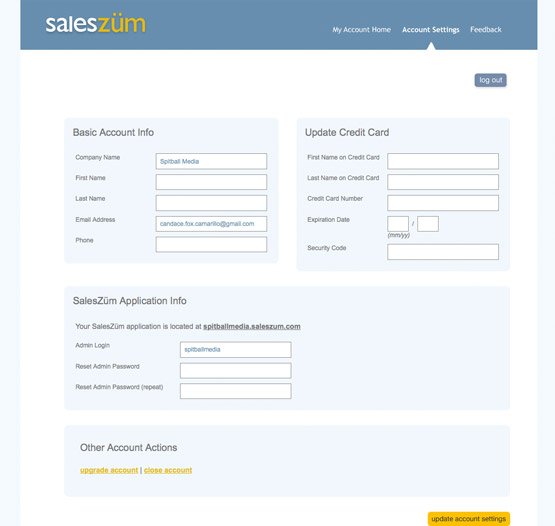 saleszüm
My Account Home Account Settings Feedback
log out
Basic Account Info
Company Name Spitball Media
First Name
Last Name
Email Address candace.fox.camarillo@gmail.com
Phone
Update Credit Card
First Name on Credit Card
Last Name on Credit Card
Credit Card Number
Expiration Date /
(mm/yy)
Security Code
SalesZüm Application Info
Your SalesZüm application is located at spitballmedia.saleszum.com
Admin Login spitballmedia
Reset Admin Password
Reset Admin Password (repeat)
Other Account Actions
upgrade account | close account
update account settings